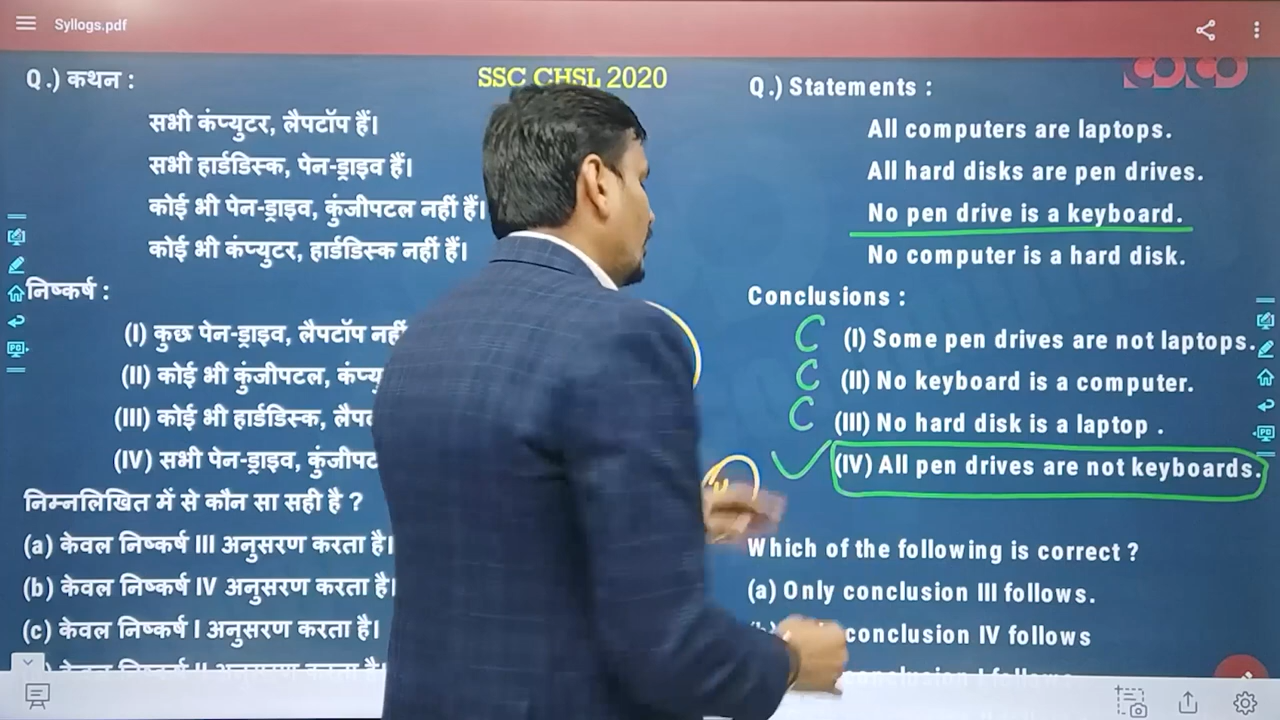 Syllogs.pdf
SSC CHSL 2020
Q.) कथन :
सभी कंप्युटर, लैपटॉप हैं।
सभी हार्डडिस्क, पेन-ड्राइव हैं।
कोई भी पेन-ड्राइव, कुंजीपटल नहीं हैं।
कोई भी कंप्युटर, हार्डडिस्क नहीं हैं।
निष्कर्ष :
(I) कुछ पेन-ड्राइव, लैपटॉप नहीं
(II) कोई भी कुंजीपटल,
(III) कोई भी हार्डडिस्क,
(IV) सभी पेन-ड्राइव,
निम्नलिखित में से कौन सा सही है ?
(a) केवल निष्कर्ष III अनुसरण करता है।
(b) केवल निष्कर्ष IV अनुसरण करता है।
(c) केवल निष्कर्ष I अनुसरण करता है।
Q.) Statements :
All computers are laptops.
All hard disks are pen drives.
No pen drive is a keyboard.
No computer is a hard disk.
Conclusions :
C (I) Some pen drives are not laptops.
C (II) No keyboard is a computer.
C (III) No hard disk is a laptop .
(IV) All pen drives are not keyboards.
Which of the following is correct ?
(a) Only conclusion III follows.
conclusion IV follows
conclusion I follows